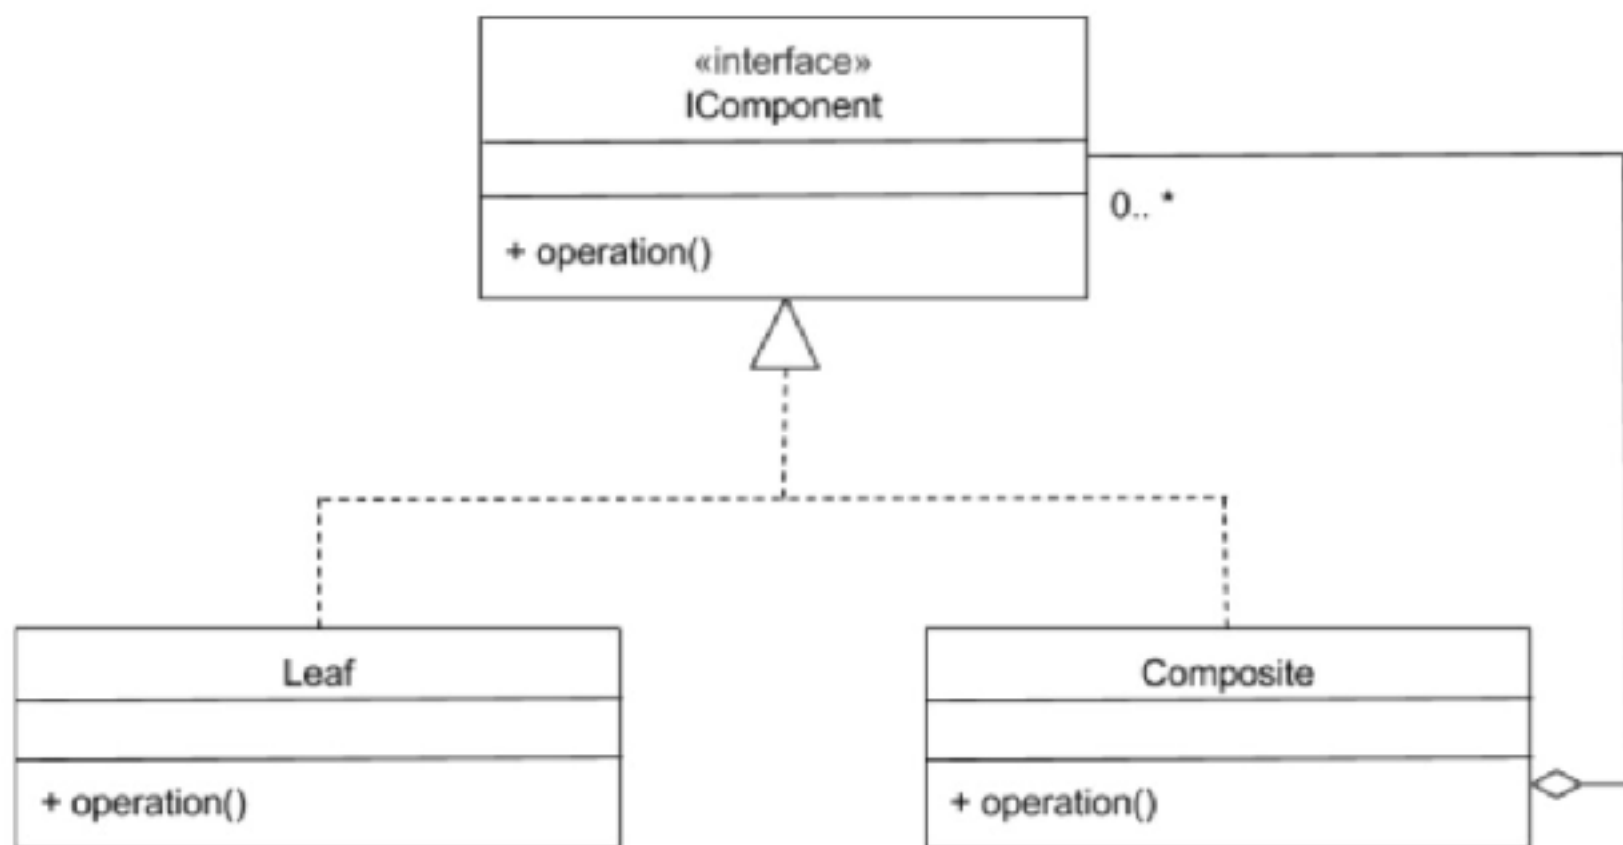 «interface»
IComponent
0.. *
+ operation()
Leaf
Composite
+ operation()
+ operation()